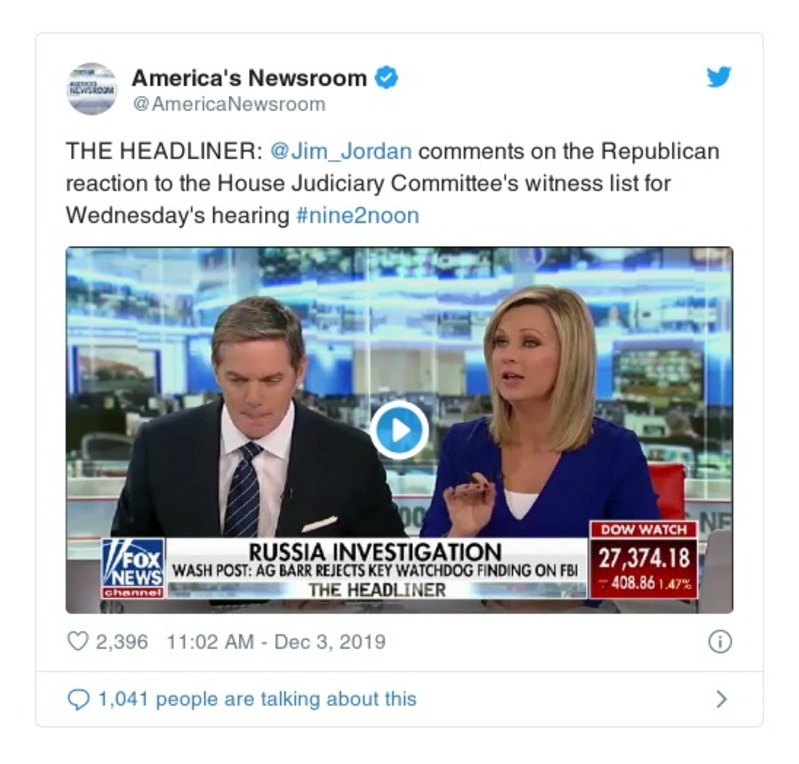 America's Newsroom
@AmericaNewsroom
THE HEADLINER: @Jim_Jordan comments on the Republican
reaction to the House Judiciary Committee's witness list for
Wednesday's hearing #nine2noon
RUSSIA INVESTIGATION
WASH POST: AG BARR REJECTS KEY WATCHDOG FINDING ON FBI
THE HEADLINER
FOX
NEWS
channel
DOW WATCH
27,374.18
408.86 1.47%
2,396 11:02 AM - Dec 3, 2019
1,041 people are talking about this